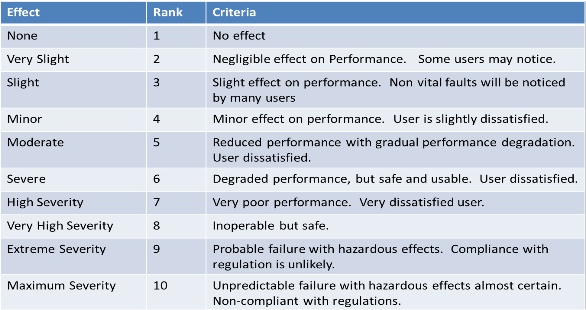 Effect Rank Criteria
None 1 No effect
Very Slight 2 Negligible effect on Performance. Some users may notice.
Slight 3 Slight effect on performance. Non vital faults will be noticed
by many users
Minor 4 Minor effect on performance. User is slightly dissatisfied.
Moderate 5 Reduced performance with gradual performance degradation.
User dissatisfied.
Severe 6 Degraded performance, but safe and usable. User dissatisfied.
High Severity 7 Very poor performance. Very dissatisfied user.
Very High Severity 8 Inoperable but safe.
Extreme Severity 9 Probable failure with hazardous effects. Compliance with
regulation is unlikely.
Maximum Severity 10 Unpredictable failure with hazardous effects almost certain.
Non-compliant with regulations.